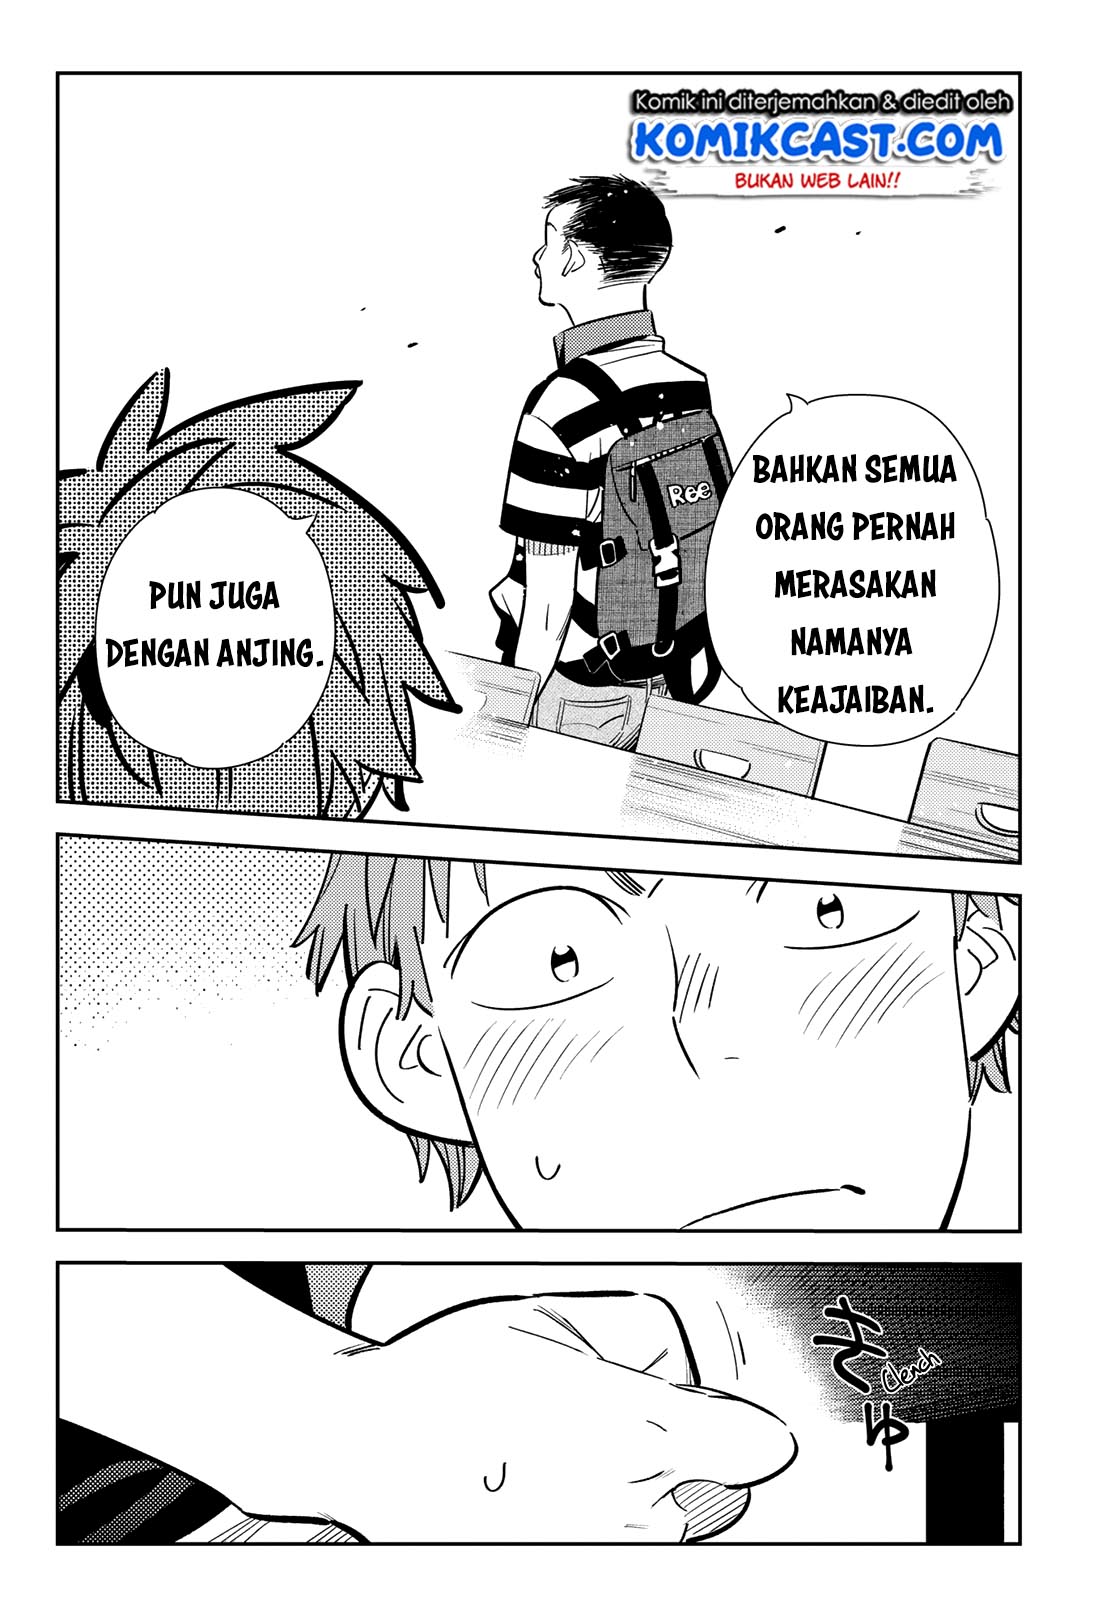 Komik ini diterjemahkan & diedit oleh
KOMIKCAST.COM
BUKAN WEB LAIN!!
BAHKAN SEMUA
ORANG PERNAH
MERASAKAN
NAMANYA
KEAJAIBAN.
Ree
PUN JUGA
DENGAN ANJING.
きゅ
Clench